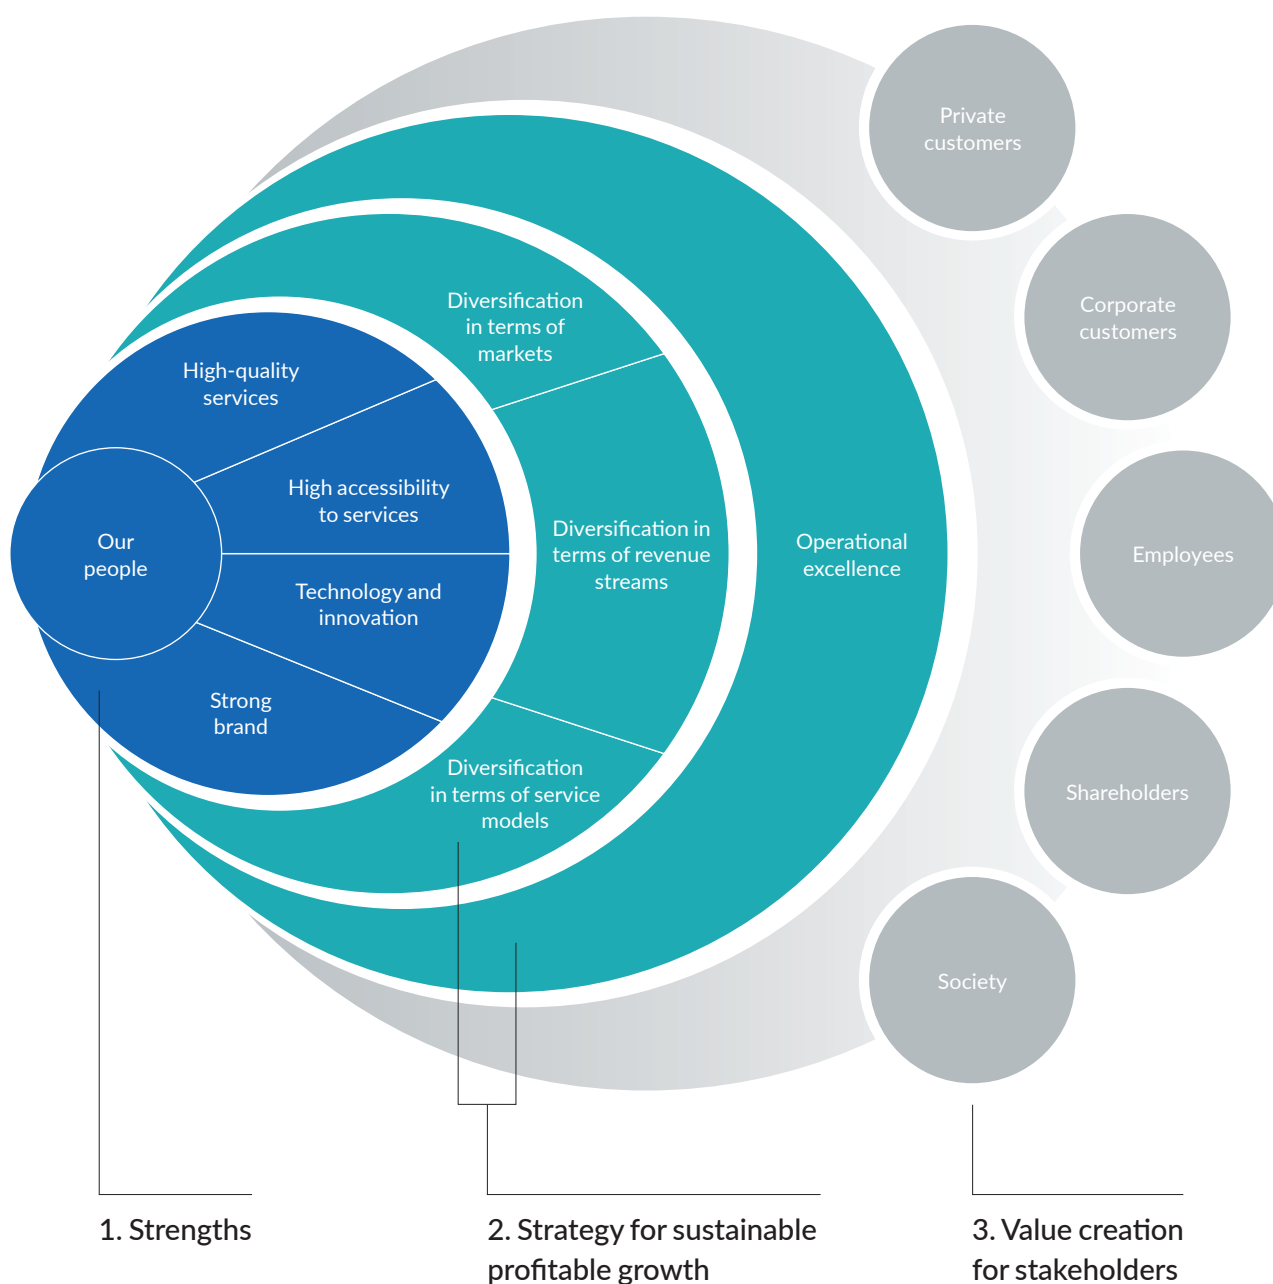 Our
people
High-quality
services
High accessibility
to services
Technology and
innovation
Strong
brand
Diversification
in terms of
markets
Diversification in
terms of revenue
streams
Diversification
in terms of service
models
Operational
excellence
Private
customers
Corporate
customers
Employees
Shareholders
Society
1. Strengths
2. Strategy for sustainable
profitable growth
3. Value creation
for stakeholders